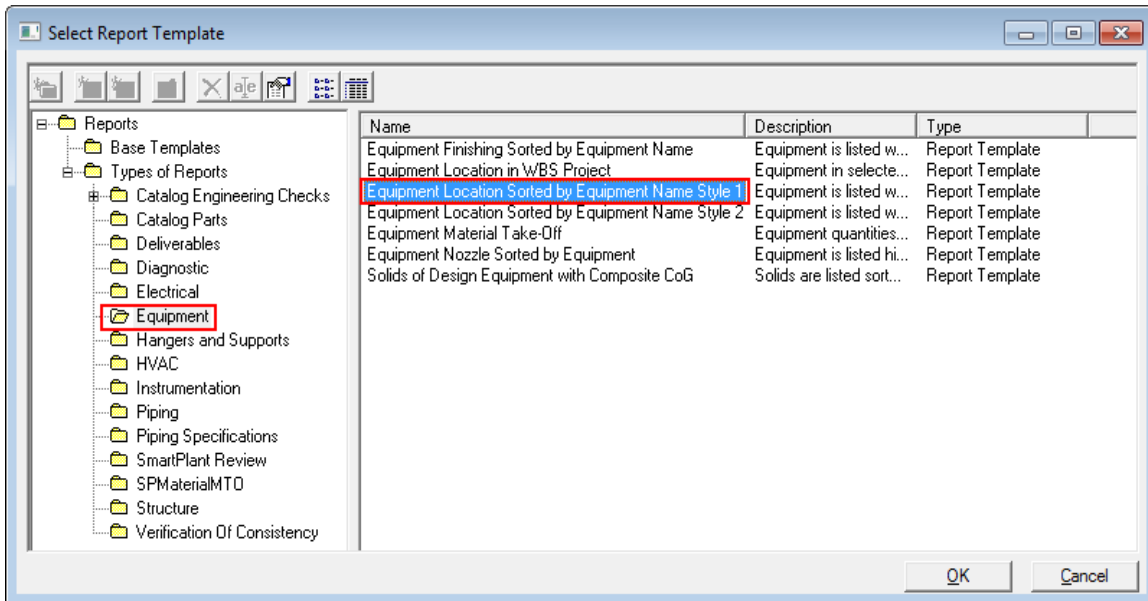 Select Report Template
a|e
Reports
Base Templates
Types of Reports
Catalog Engineering Checks
Catalog Parts
Deliverables
Diagnostic
Electrical
Equipment
Hangers and Supports
HVAC
Instrumentation
Piping
Piping Specifications
SmartPlant Review
SPMaterialMTO
Structure
Verification Of Consistency
Name Description Type
Equipment Finishing Sorted by Equipment Name Equipment is listed w... Report Template
Equipment Location in WBS Project Equipment in selecte... Report Template
Equipment Location Sorted by Equipment Name Style 1 Equipment is listed w... Report Template
Equipment Location Sorted by Equipment Name Style 2 Equipment is listed w... Report Template
Equipment Material Take-Off Equipment quantities... Report Template
Equipment Nozzle Sorted by Equipment Equipment is listed hi... Report Template
Solids of Design Equipment with Composite CoG Solids are listed sort... Report Template
OK Cancel